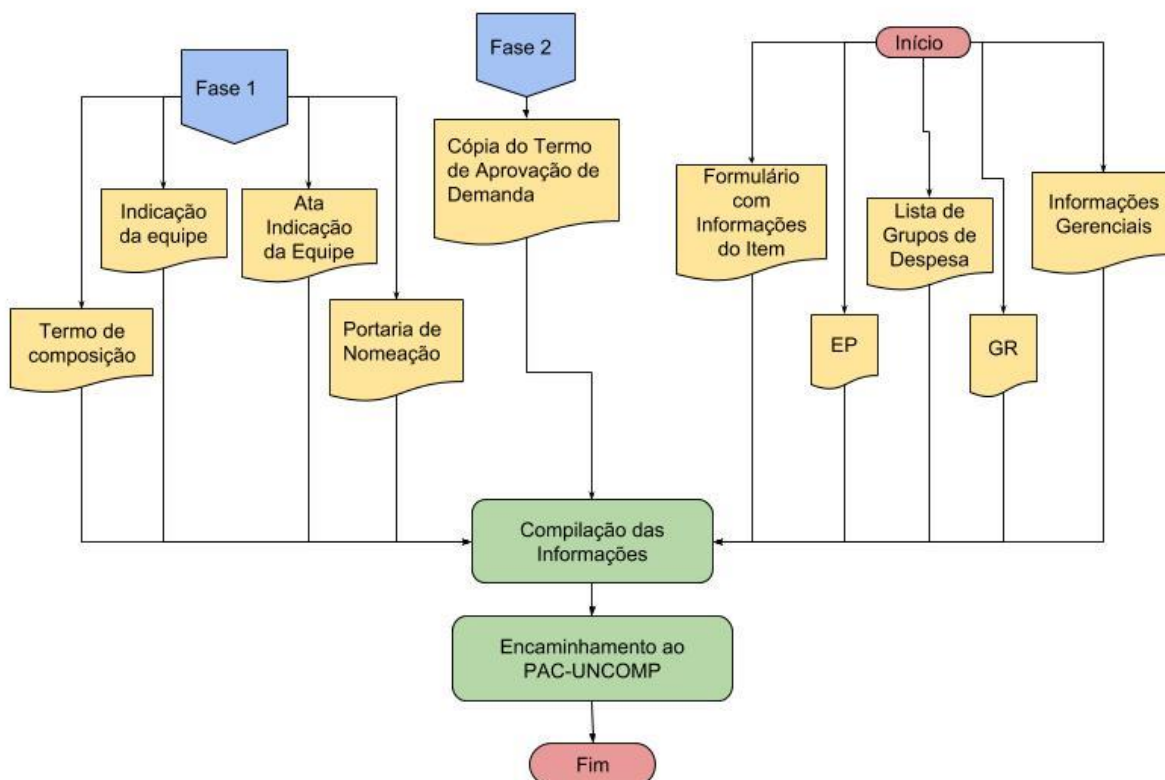 Fase 1
Fase 2
Início
Indicação
da equipe
Ata
Indicação
da Equipe
Termo de
composição
Portaria de
Nomeação
Cópia do Termo
de Aprovação de
Demanda
Formulário
com
Informações
do Item
Lista de
Grupos de
Despesa
Informações
Gerenciais
EP
GR
Compilação das
Informações
Encaminhamento ao
PAC-UNCOMP
Fim